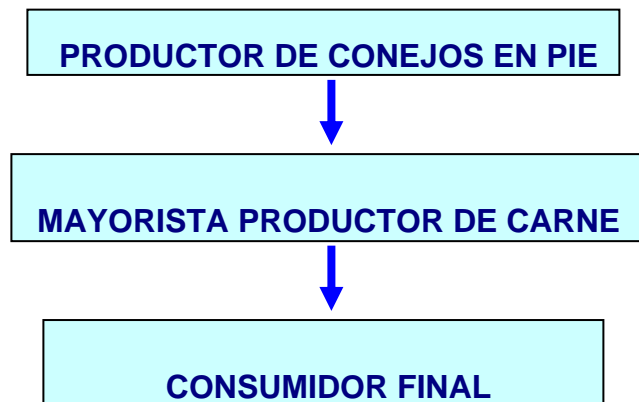 PRODUCTOR DE CONEJOS EN PIE
MAYORISTA PRODUCTOR DE CARNE
CONSUMIDOR FINAL